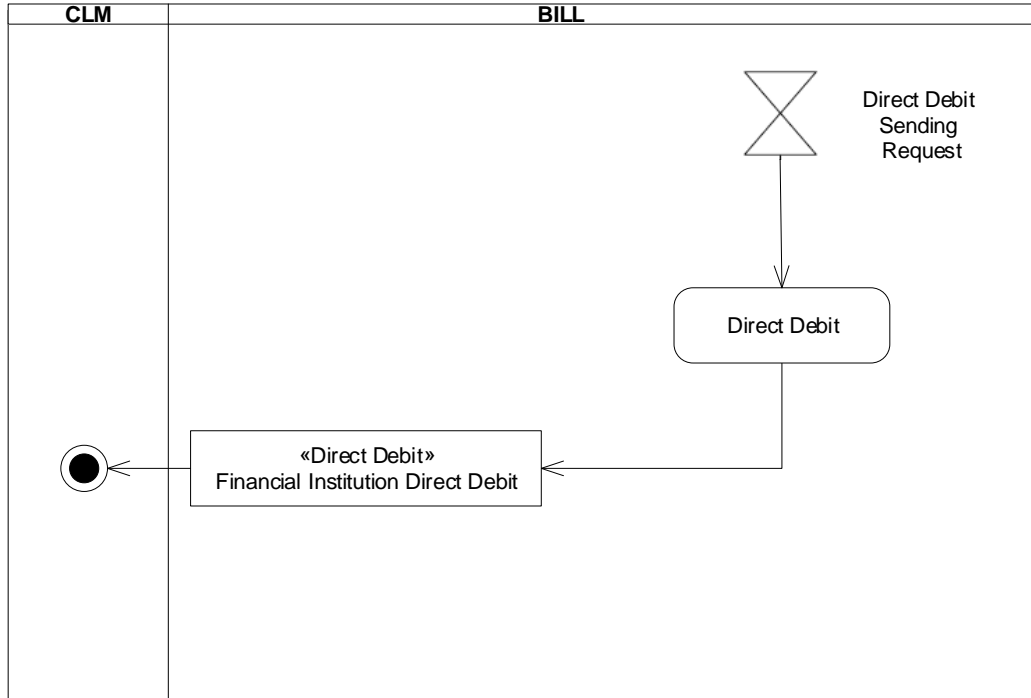 CLM
BILL
Direct Debit
Sending
Request
Direct Debit
«Direct Debit»
Financial Institution Direct Debit